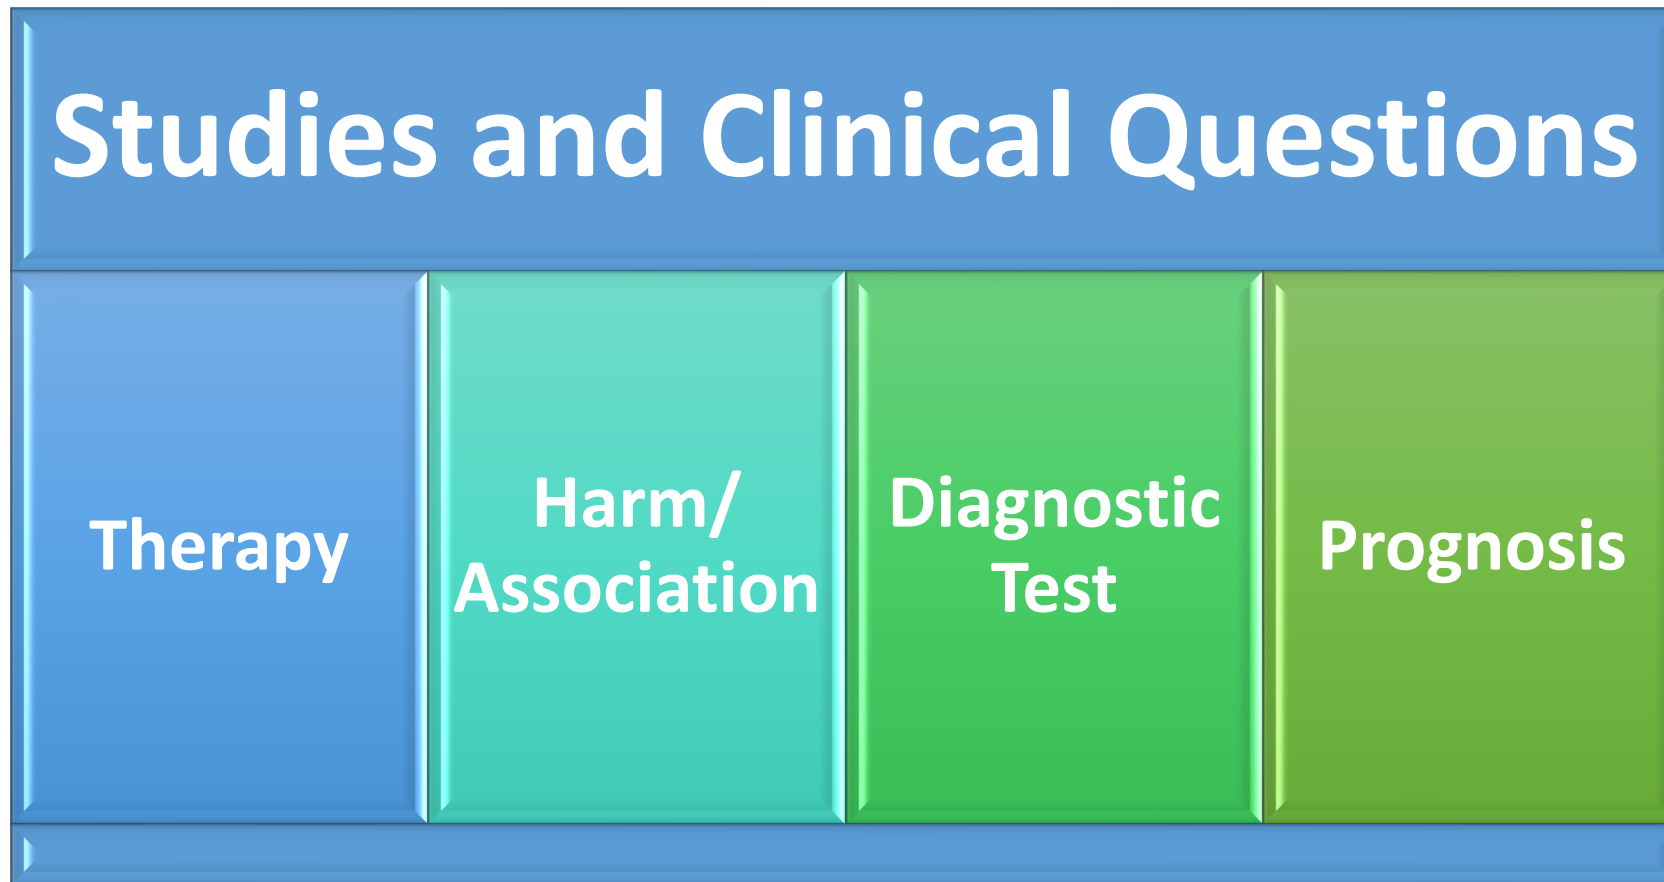 Studies and Clinical Questions
Therapy
Harm/
Association
Diagnostic
Test
Prognosis